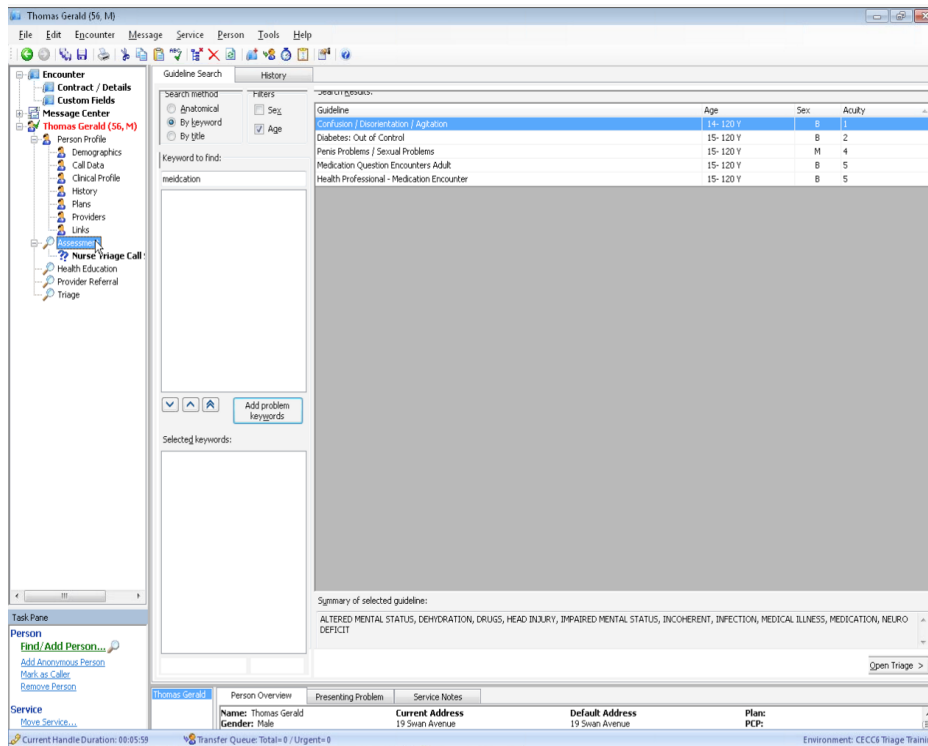 Thomas Gerald (56, M)
File Edit Encounter Message Service Person Tools Help
Encounter
Contract / Details
Custom Fields
Message Center
Thomas Gerald (56, M)
Person Profile
Demographics
Call Data
Clinical Profile
History
Plans
Providers
Links
Assessment
Nurse Triage Call
Health Education
Provider Referral
Triage
Task Pane
Person
Find/Add Person...
Add Anonymous Person
Mark as Caller
Remove Person
Service
Move Service...
Guideline Search History
Search method
Anatomical
By keyword
By title
Filters
Sex
Age
Keyword to find:
meidcation
Add problem
keywords
Selected keywords:
Search Results:
Guideline Age Sex Acuity
Confusion / Disorientation / Agitation 14- 120 Y B 1
Diabetes: Out of Control 15- 120 Y B 2
Penis Problems / Sexual Problems 15- 120 Y M 4
Medication Question Encounters Adult 15- 120 Y B 5
Health Professional - Medication Encounter 15- 120 Y B 5
Summary of selected guideline:
ALTERED MENTAL STATUS, DEHYDRATION, DRUGS, HEAD INJURY, IMPAIRED MENTAL STATUS, INCOHERENT, INFECTION, MEDICAL ILLNESS, MEDICATION, NEURO
DEFICIT
Open Triage >
Thomas Gerald
Person Overview Presenting Problem Service Notes
Name: Thomas Gerald Current Address Default Address Plan:
Gender: Male 19 Swan Avenue 19 Swan Avenue PCP:
Current Handle Duration: 00:05:59 Transfer Queue: Total= 0 / Urgent= 0 Environment: CECC6 Triage Trainin